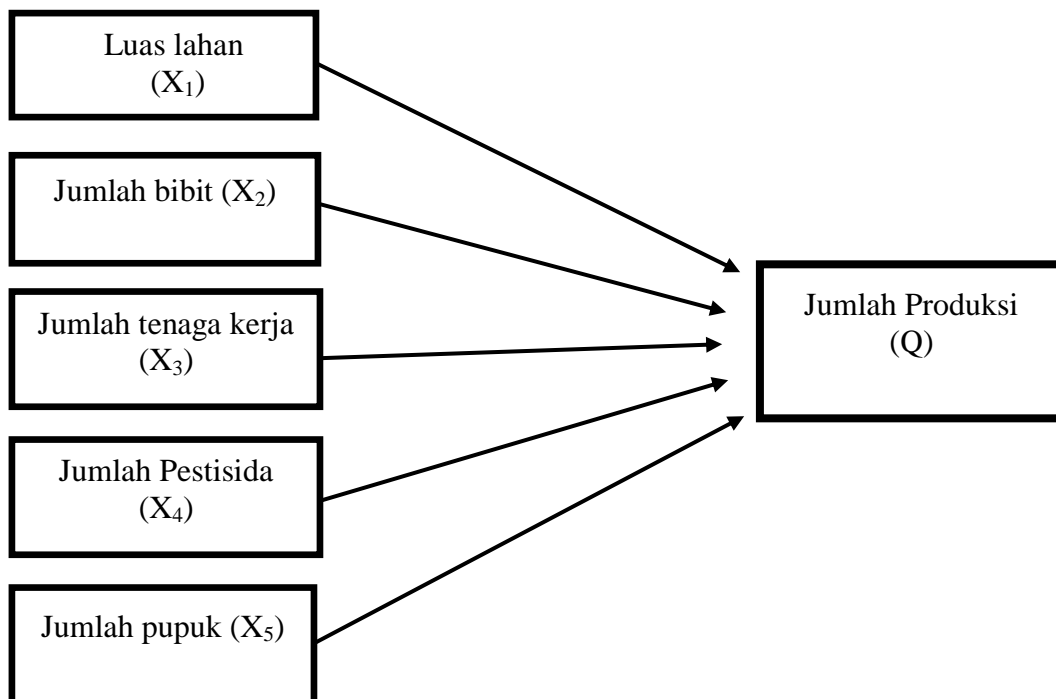 Luas lahan
(X₁)
Jumlah bibit (X₂)
Jumlah tenaga kerja
(X₃)
Jumlah Pestisida
(X₄)
Jumlah pupuk (X₅)
Jumlah Produksi
(Q)